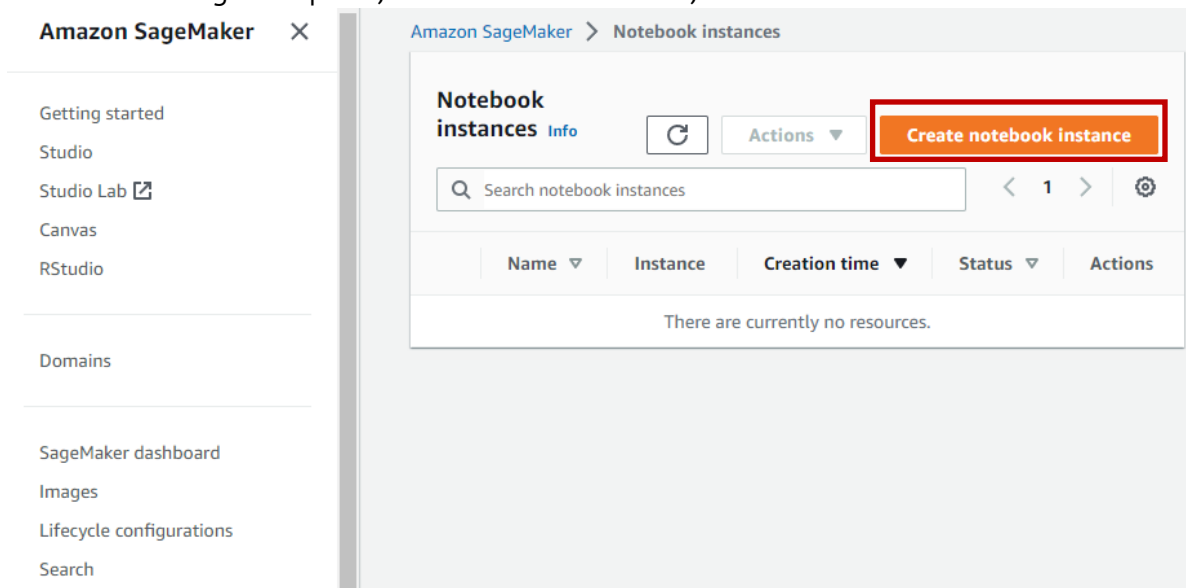 Amazon SageMaker
Getting started
Studio
Studio Lab
Canvas
RStudio
Domains
SageMaker dashboard
Images
Lifecycle configurations
Search
Amazon SageMaker > Notebook instances
Notebook
instances Info
Actions
Create notebook instance
Search notebook instances
1
Name Instance Creation time Status Actions
There are currently no resources.